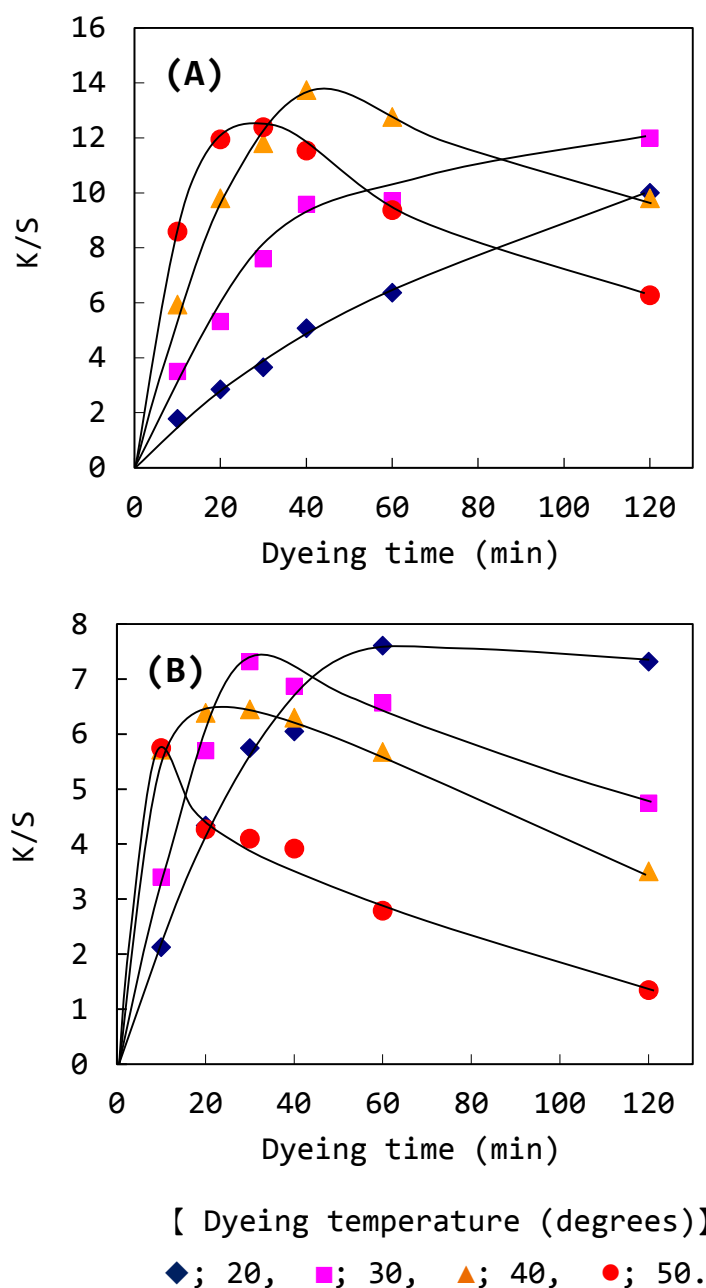 16
(A)
14
12
10
8
6
4
2
0
K/S
0 20 40 60 80 100 120
Dyeing time (min)
8
(B)
7
6
5
4
3
2
1
0
K/S
0 20 40 60 80 100 120
Dyeing time (min)
【 Dyeing temperature (degrees)】
◆; 20, ■; 30, ▲; 40, ●; 50.